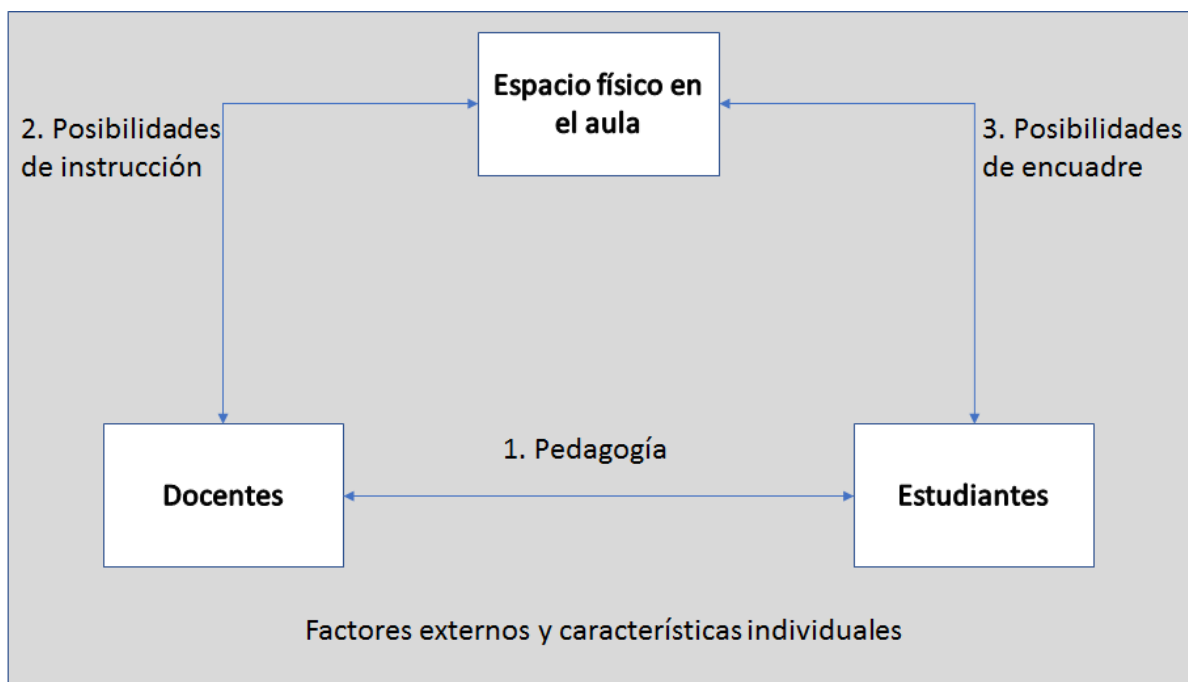 Espacio físico en
el aula
2. Posibilidades
de instrucción
3. Posibilidades
de encuadre
1. Pedagogía
Docentes
Estudiantes
Factores externos y características individuales